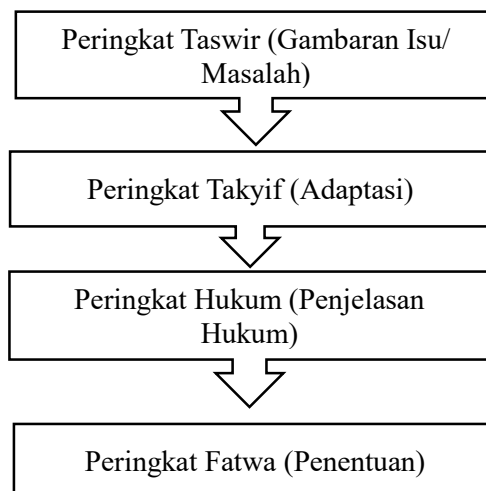 Peringkat Taswir (Gambaran Isu/
Masalah)
Peringkat Takyif (Adaptasi)
Peringkat Hukum (Penjelasan
Hukum)
Peringkat Fatwa (Penentuan)